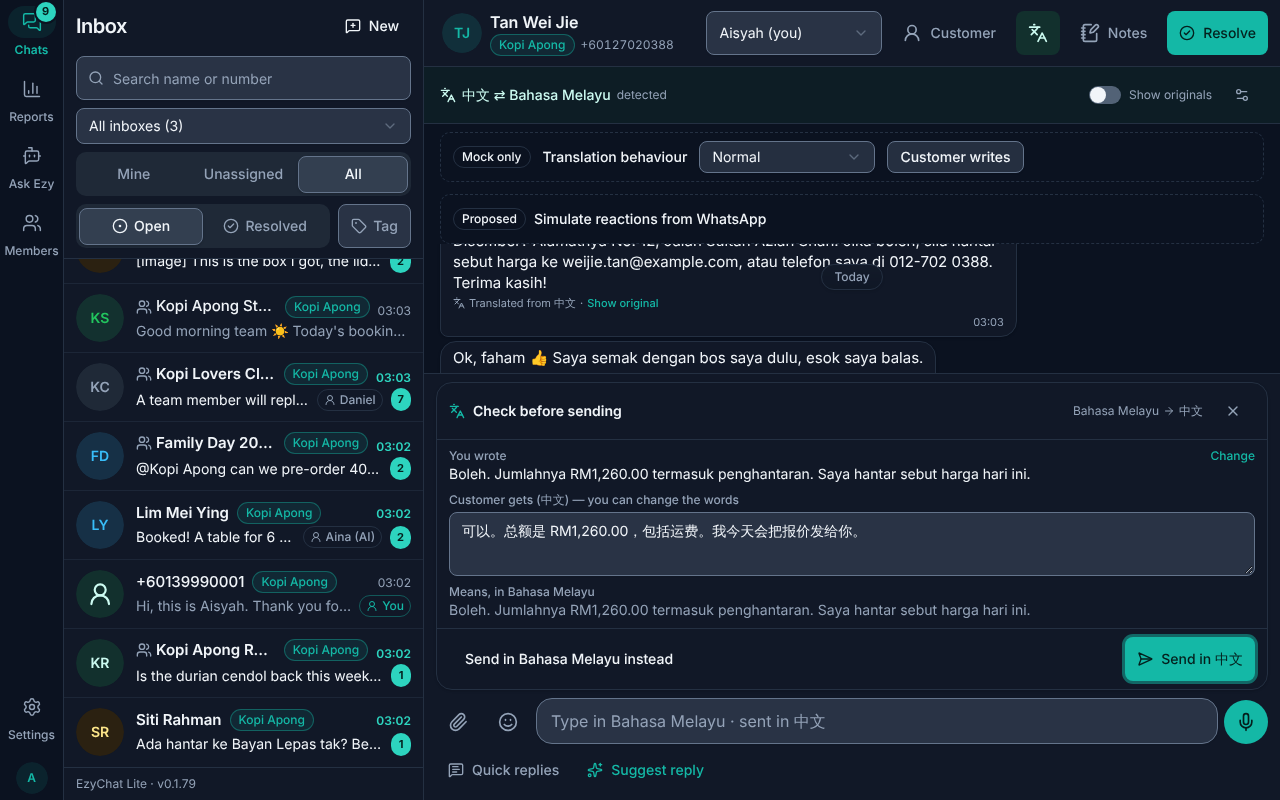 9
Chats
Reports
Ask Ezy
Members
Settings
A
Inbox
New
Search name or number
All inboxes (3)
Mine
Unassigned
All
Open
Resolved
Tag
[Image] This is the box I got, the lid...
2
KS
Kopi Apong St...
Kopi Apong
03:03
Good morning team ☀️ Today's bookin...
KC
Kopi Lovers Cl...
Kopi Apong
03:03
A team member will repl...
Daniel
7
FD
Family Day 20...
Kopi Apong
03:02
@Kopi Apong can we pre-order 40...
2
LY
Lim Mei Ying
Kopi Apong
03:02
Booked! A table for 6 ...
Aina (AI)
2
+60139990001
Kopi Apong
03:02
Hi, this is Aisyah. Thank you fo...
You
KR
Kopi Apong R...
Kopi Apong
03:02
Is the durian cendol back this week...
1
SR
Siti Rahman
Kopi Apong
03:02
Ada hantar ke Bayan Lepas tak? Be...
1
EzyChat Lite · v0.1.79
TJ
Tan Wei Jie
Kopi Apong
+60127020388
Aisyah (you)
Customer
Notes
Resolve
中文 ⇄ Bahasa Melayu detected
Show originals
Mock only
Translation behaviour
Normal
Customer writes
Proposed
Simulate reactions from WhatsApp
sebut harga ke weijie.tan@example.com, atau telefon saya di 012-702 0388.
Today
Terima kasih!
Translated from 中文 · Show original
03:03
Ok, faham 👍 Saya semak dengan bos saya dulu, esok saya balas.
Check before sending
Bahasa Melayu → 中文
You wrote
Change
Boleh. Jumlahnya RM1,260.00 termasuk penghantaran. Saya hantar sebut harga hari ini.
Customer gets (中文) — you can change the words
可以。总额是 RM1,260.00，包括运费。我今天会把报价发给你。
Means, in Bahasa Melayu
Boleh. Jumlahnya RM1,260.00 termasuk penghantaran. Saya hantar sebut harga hari ini.
Send in Bahasa Melayu instead
Send in 中文
Type in Bahasa Melayu · sent in 中文
Quick replies
Suggest reply